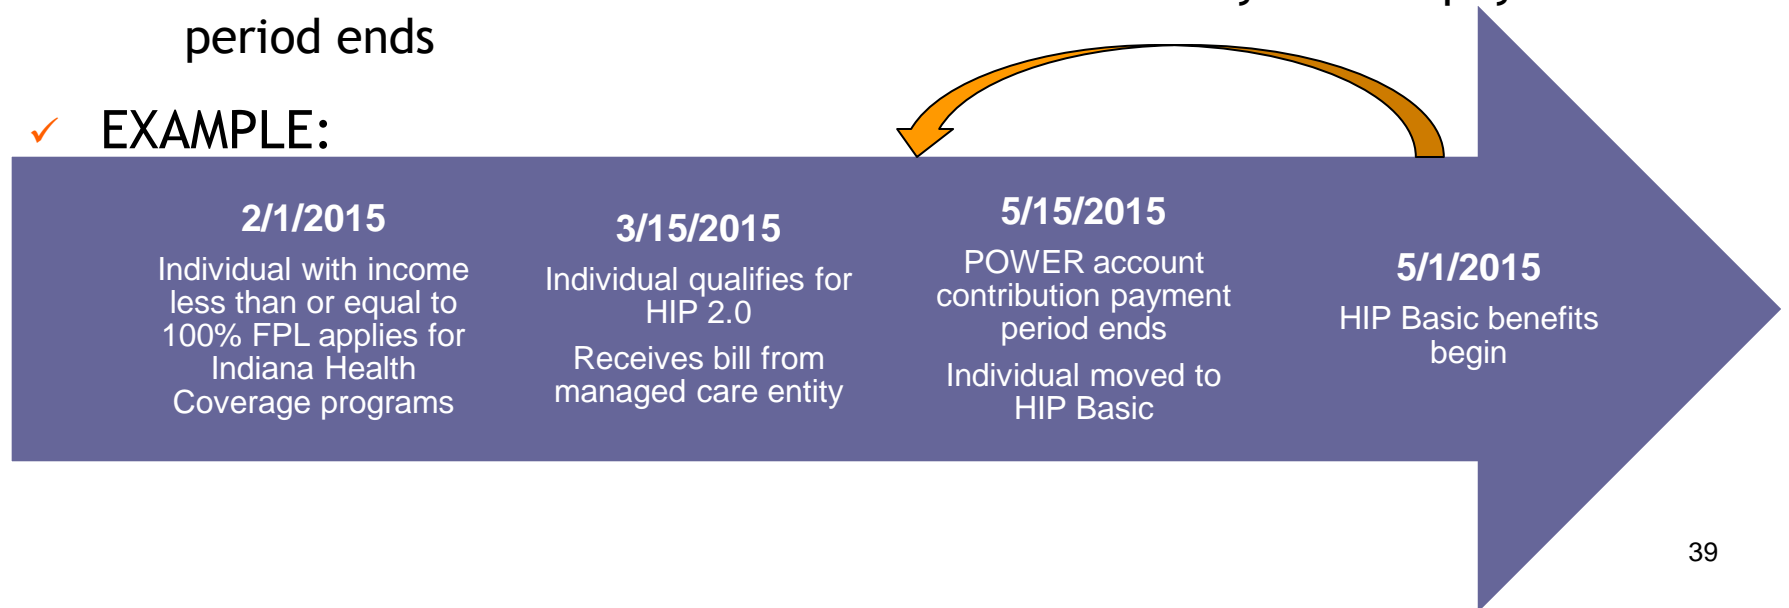 period ends
✓ EXAMPLE:
2/1/2015
Individual with income
less than or equal to
100% FPL applies for
Indiana Health
Coverage programs
3/15/2015
Individual qualifies for
HIP 2.0
Receives bill from
managed care entity
5/15/2015
POWER account
contribution payment
period ends
Individual moved to
HIP Basic
5/1/2015
HIP Basic benefits
begin
39